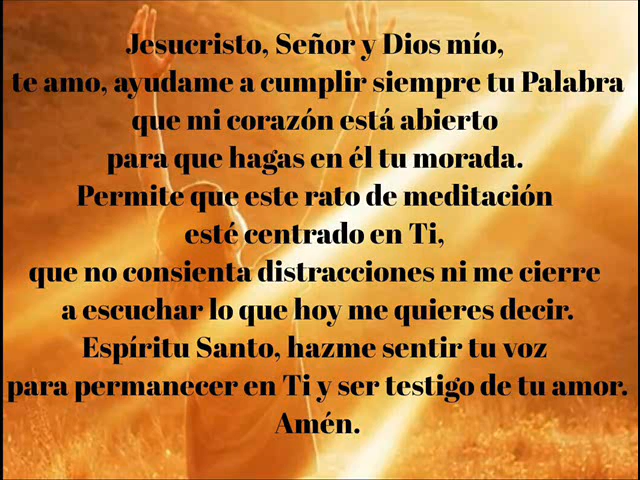 Jesucristo, Señor y Dios mío,
te amo, ayudame a cumplir siempre tu Palabra
que mi corazón está abierto
para que hagas en él tu morada.
Permite que este rato de meditación
esté centrado en Ti,
que no consienta distracciones ni me cierre
a escuchar lo que hoy me quieres decir.
Espíritu Santo, hazme sentir tu voz
para permanecer en Ti y ser testigo de tu amor.
Amén.